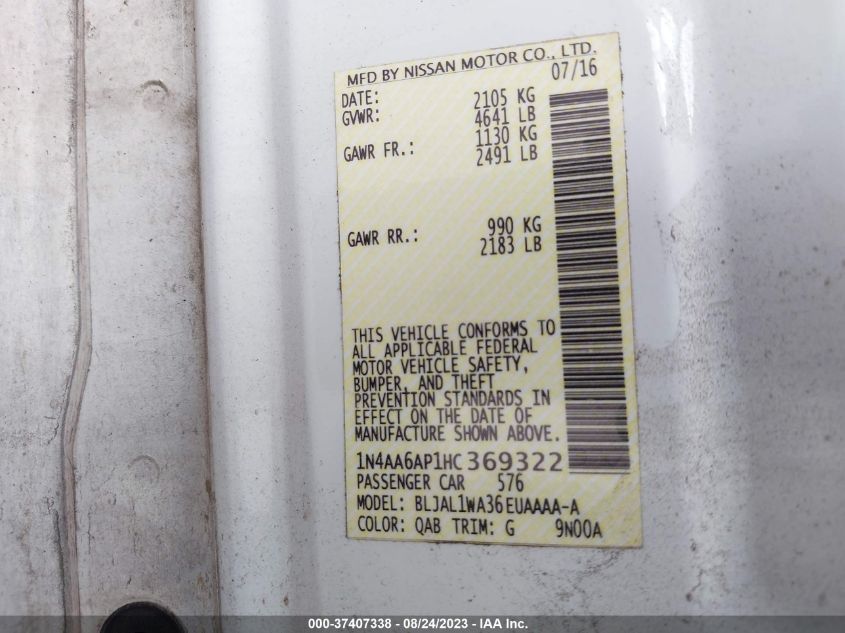 MFD BY NISSAN MOTOR CO., LTD.
DATE: 07/16
GVWR: 2105 KG
4641 LB
GAWR FR.: 1130 KG
2491 LB
GAWR RR.: 990 KG
2183 LB
THIS VEHICLE CONFORMS TO
ALL APPLICABLE FEDERAL
MOTOR VEHICLE SAFETY,
BUMPER, AND THEFT
PREVENTION STANDARDS IN
EFFECT ON THE DATE OF
MANUFACTURE SHOWN ABOVE.
1N4AA6AP1HC369322
PASSENGER CAR 576
MODEL: BLJAL1WA36EUAAAA-A
COLOR: QAB TRIM: G 9N00A
000-37407338 - 08/24/2023 - IAA Inc.